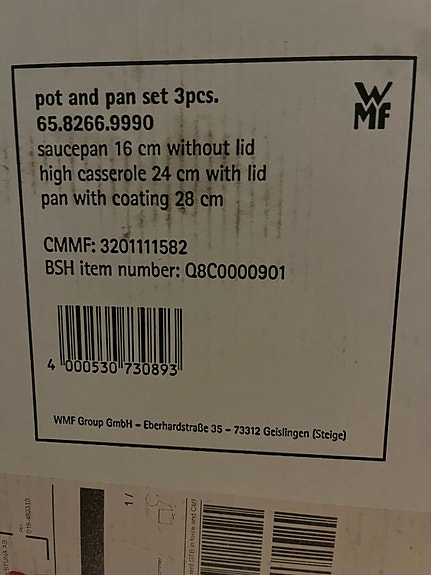 pot and pan set 3pcs.
WMF
65.8266.9990
saucepan 16 cm without lid
high casserole 24 cm with lid
pan with coating 28 cm
CMMF: 3201111582
BSH item number: Q8C0000901
4 000530 730893
WMF Group GmbH – Eberhardstraße 35 – 73312 Geislingen (Steige)
1 /